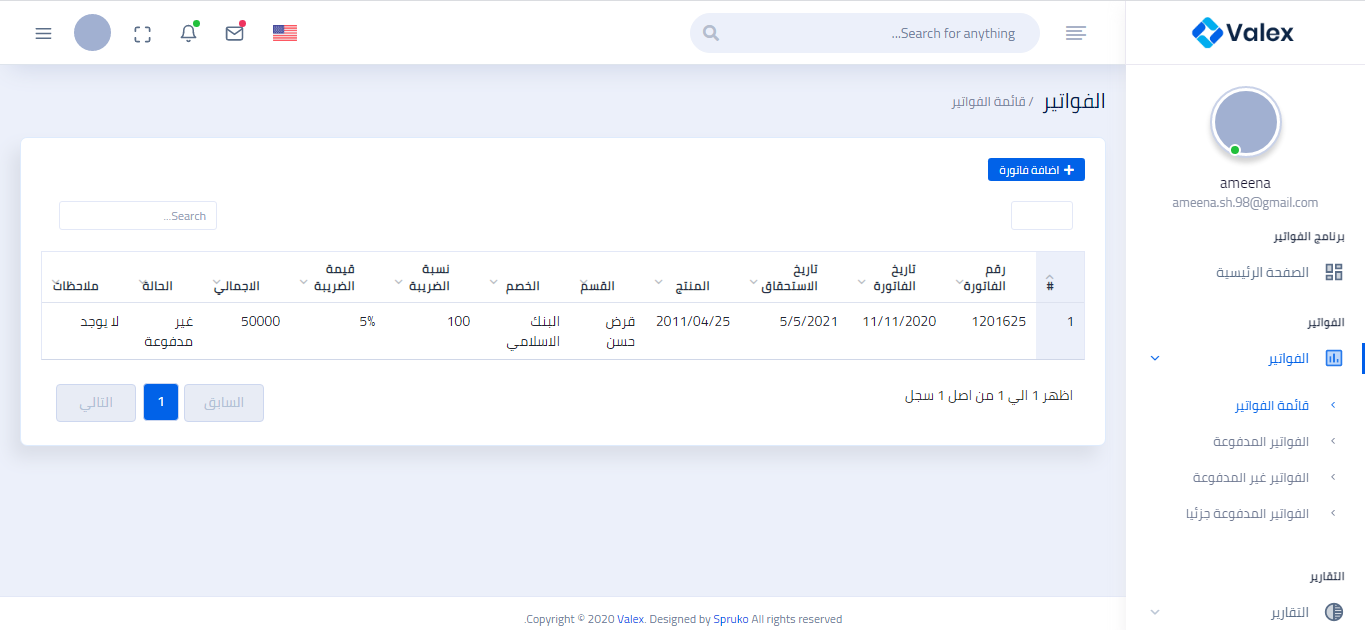 Valex
Search for anything...
ameena
ameena.sh.98@gmail.com
برنامج الفواتير
الصفحة الرئيسية
الفواتير
الفواتير
قائمة الفواتير
الفواتير المدفوعة
الفواتير غير المدفوعة
الفواتير المدفوعة جزئيا
التقارير
التقارير
الفواتير / قائمة الفواتير
اضافة فاتورة
Search...
# رقم الفاتورة تاريخ الفاتورة تاريخ الاستحقاق المنتج القسم الخصم نسبة الضريبة قيمة الضريبة الاجمالي الحالة ملاحظات
1 1201625 11/11/2020 5/5/2021 2011/04/25 قرض حسن البنك الاسلامي 100 5% 50000 غير مدفوعة لا يوجد
اظهر 1 الي 1 من اصل 1 سجل
السابق 1 التالي
.Copyright © 2020 Valex. Designed by Spruko All rights reserved